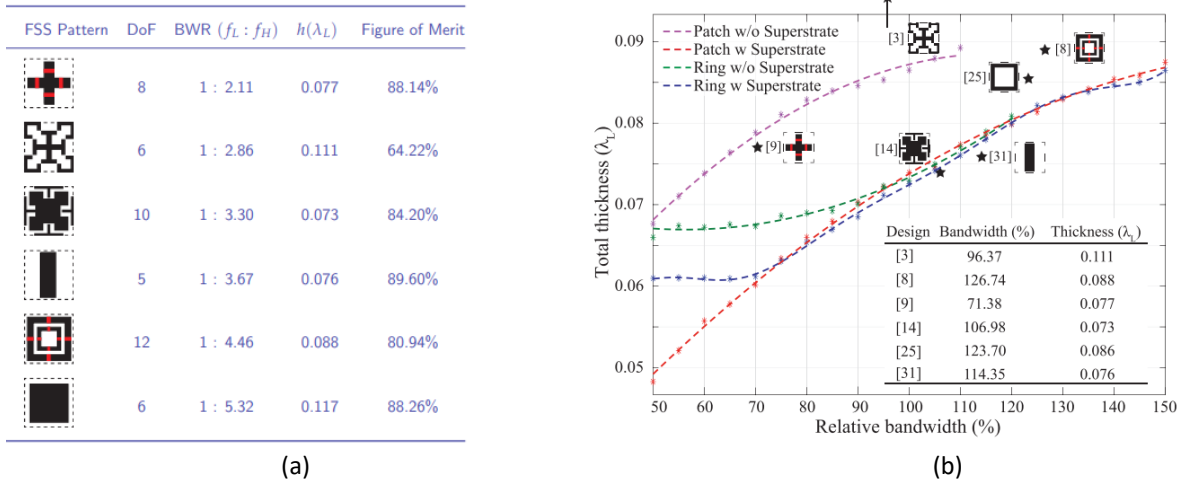 FSS Pattern DoF BWR (f_L : f_H) h(λ_L) Figure of Merit
8 1 : 2.11 0.077 88.14%
6 1 : 2.86 0.111 64.22%
10 1 : 3.30 0.073 84.20%
5 1 : 3.67 0.076 89.60%
12 1 : 4.46 0.088 80.94%
6 1 : 5.32 0.117 88.26%
(a)
Total thickness (λ_L)
0.09
0.08
0.07
0.06
0.05
Patch w/o Superstrate
Patch w Superstrate
Ring w/o Superstrate
Ring w Superstrate
[3]
[8]
[25]
[9]
[14]
[31]
Design Bandwidth (%) Thickness (λ_L)
[3] 96.37 0.111
[8] 126.74 0.088
[9] 71.38 0.077
[14] 106.98 0.073
[25] 123.70 0.086
[31] 114.35 0.076
50 60 70 80 90 100 110 120 130 140 150
Relative bandwidth (%)
(b)